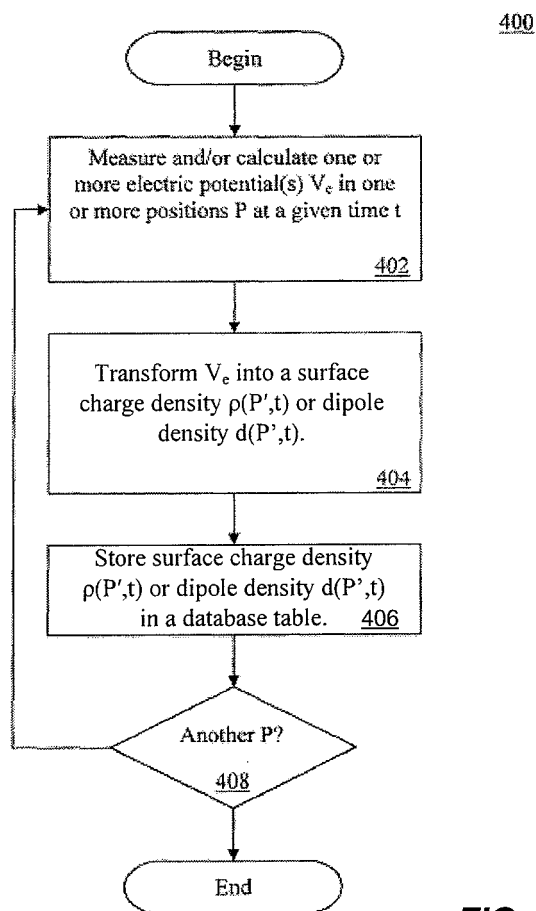 400
Begin
Measure and/or calculate one or
more electric potential(s) Ve in one
or more positions P at a given time t
402
Transform Ve into a surface
charge density ρ(P',t) or dipole
density d(P',t).
404
Store surface charge density
ρ(P',t) or dipole density d(P',t)
in a database table. 406
Another P?
408
End